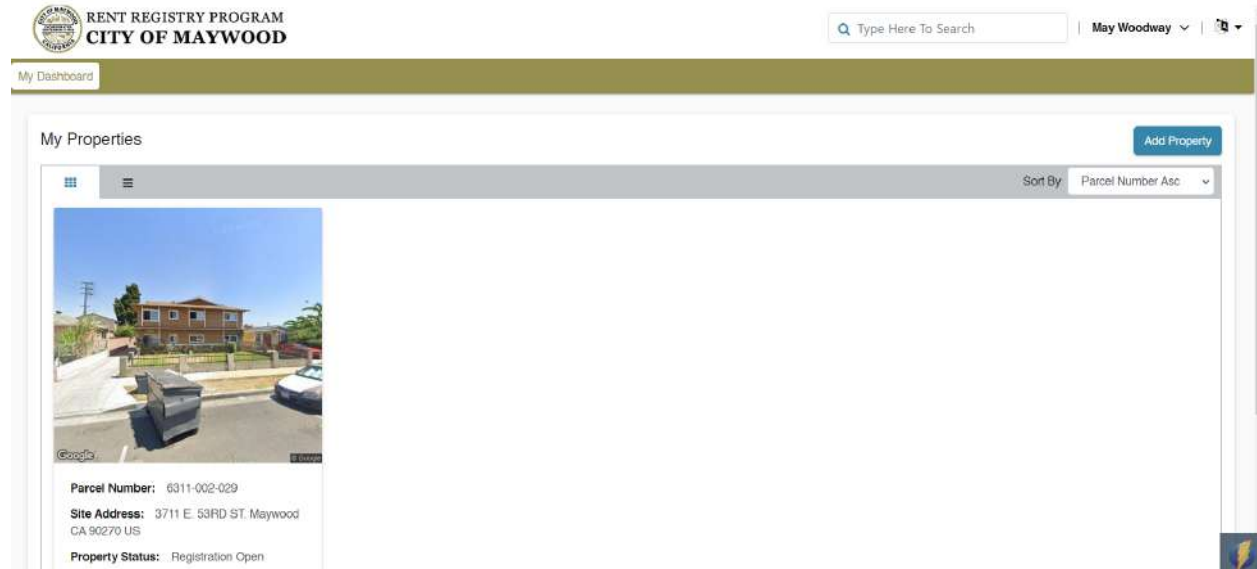 RENT REGISTRY PROGRAM
CITY OF MAYWOOD
Type Here To Search
May Woodway
My Dashboard
My Properties
Add Property
Sort By
Parcel Number Asc
Google
© Google
Parcel Number: 6311-002-029
Site Address: 3711 E. 53RD ST. Maywood
CA 90270 US
Property Status: Registration Open